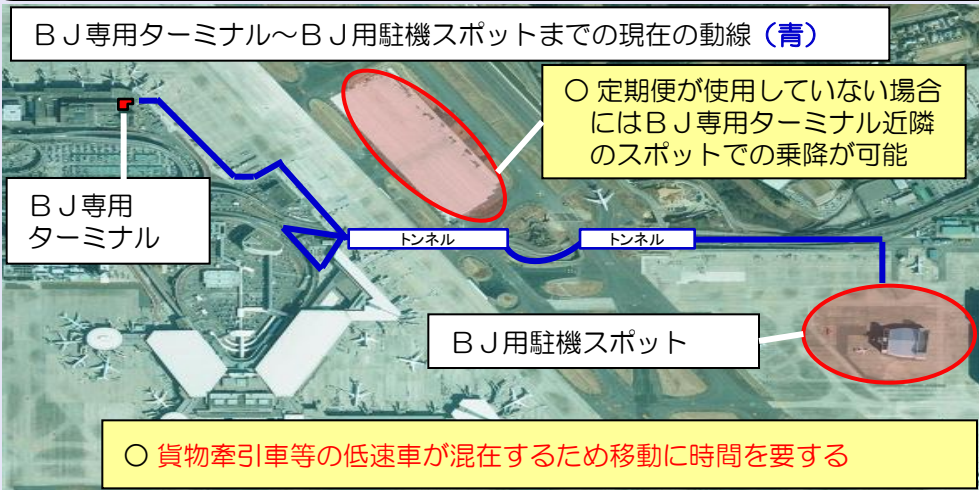 ＢＪ専用ターミナル～ＢＪ用駐機スポットまでの現在の動線（青）
○ 定期便が使用していない場合
にはＢＪ専用ターミナル近隣
のスポットでの乗降が可能
ＢＪ専用
ターミナル
トンネル
トンネル
ＢＪ用駐機スポット
○ 貨物牽引車等の低速車が混在するため移動に時間を要する